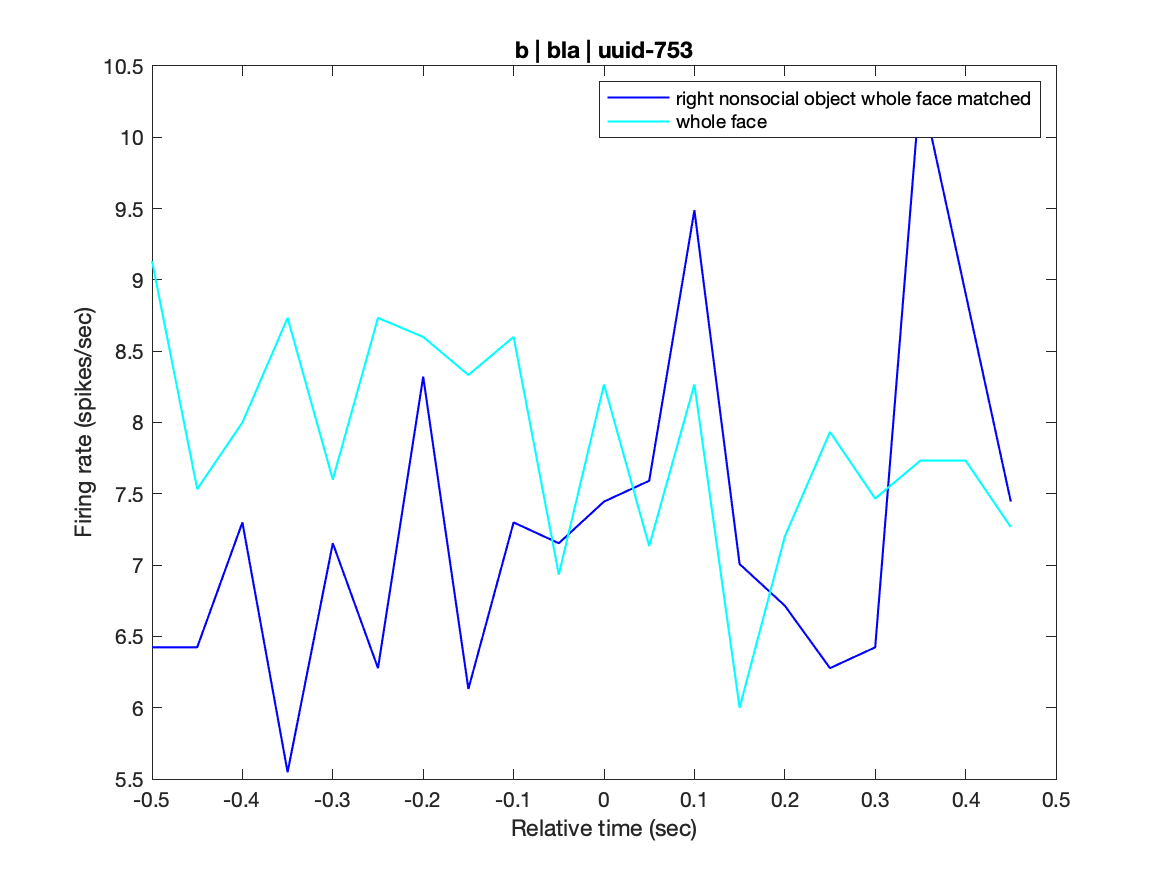 b | bla | uuid-753
10.5
10
9.5
9
8.5
8
7.5
7
6.5
6
5.5
Firing rate (spikes/sec)
right nonsocial object whole face matched
whole face
-0.5 -0.4 -0.3 -0.2 -0.1 0 0.1 0.2 0.3 0.4 0.5
Relative time (sec)